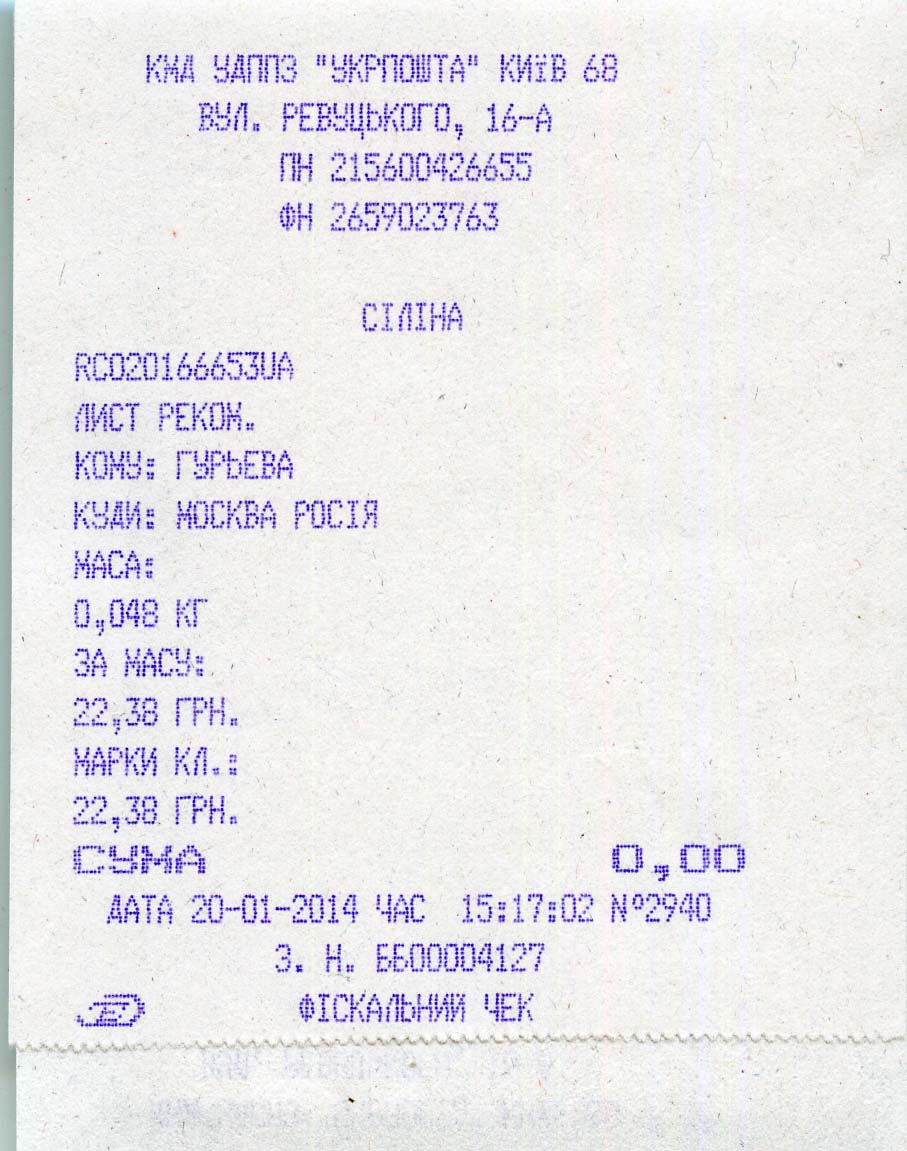 КМД УДППЗ "УКРПОШТА" КИЇВ 68
ВУЛ. РЕВУЦЬКОГО, 16-А
ПН 215600426655
ФН 2659023763
СІЛІНА
RC020166653UA
ЛИСТ РЕКОМ.
КОМУ: ГУРЬЕВА
КУДИ: МОСКВА РОСІЯ
МАСА:
0,048 КГ
ЗА МАСУ:
22,38 ГРН.
МАРКИ КЛ.:
22,38 ГРН.
СУМА 0,00
ДАТА 20-01-2014 ЧАС 15:17:02 №2940
З. Н. ББ00004127
ФІСКАЛЬНИЙ ЧЕК